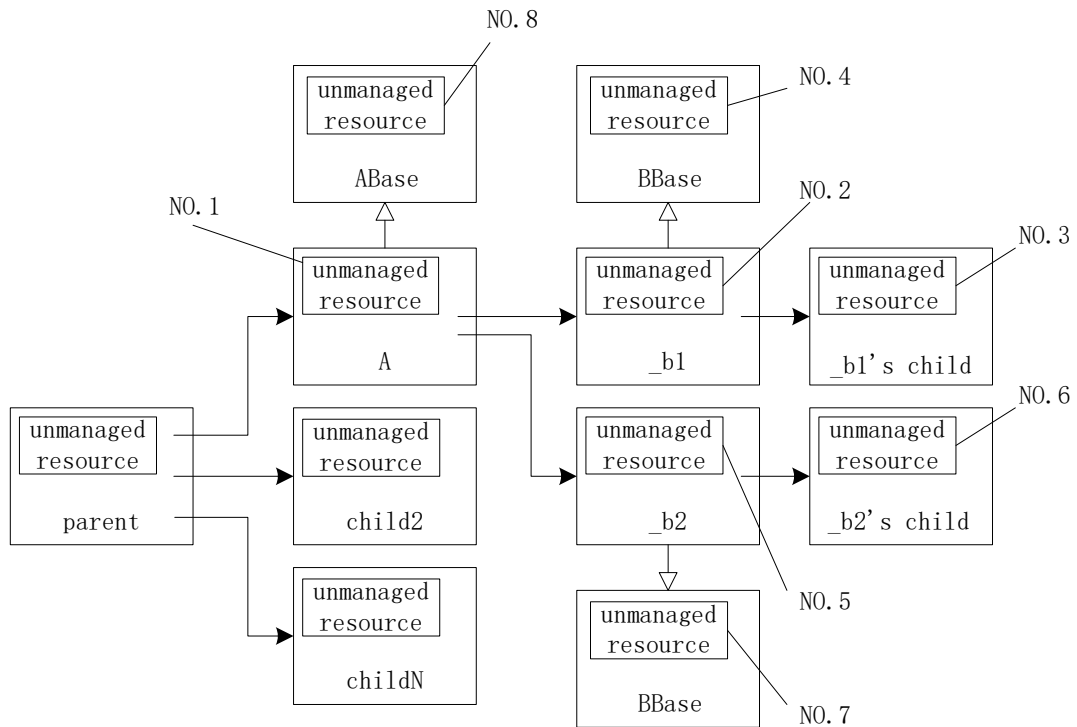 NO.8
unmanaged
resource
ABase
unmanaged
resource
BBase
NO.4
NO.1
NO.2
unmanaged
resource
A
unmanaged
resource
_b1
unmanaged
resource
_b1's child
NO.3
unmanaged
resource
parent
unmanaged
resource
child2
unmanaged
resource
_b2
unmanaged
resource
_b2's child
NO.6
unmanaged
resource
childN
NO.5
unmanaged
resource
BBase
NO.7